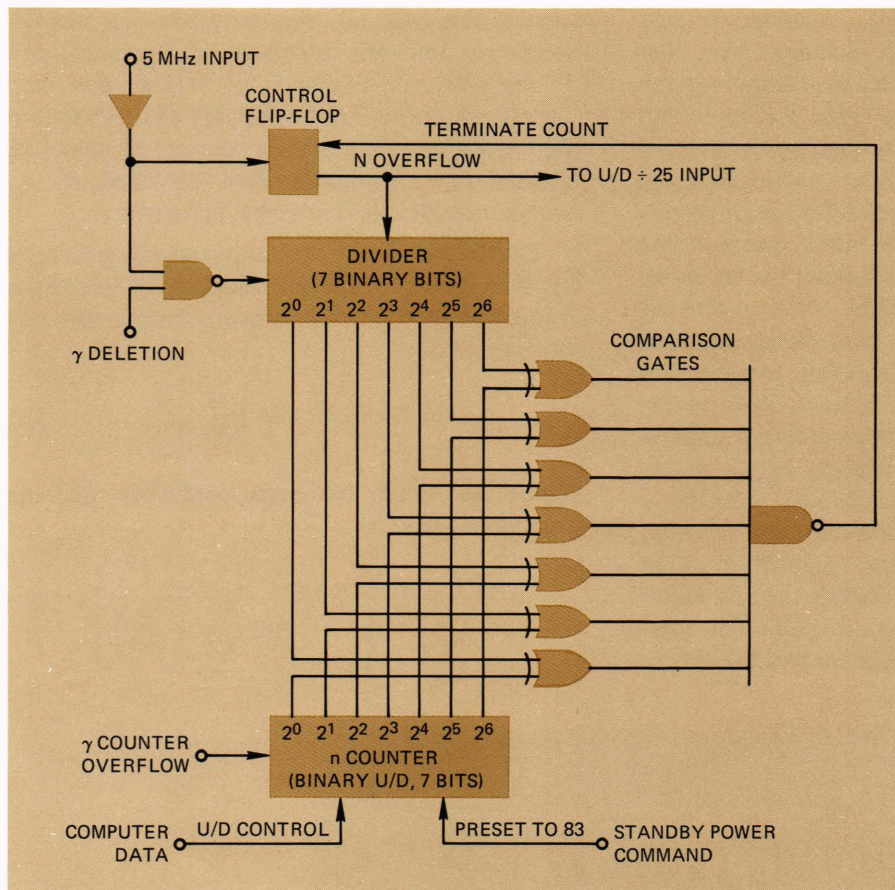 5 MHz INPUT
CONTROL
FLIP-FLOP
TERMINATE COUNT
N OVERFLOW
TO U/D ÷ 25 INPUT
DIVIDER
(7 BINARY BITS)
2⁰ 2¹ 2² 2³ 2⁴ 2⁵ 2⁶
γ DELETION
COMPARISON
GATES
2⁰ 2¹ 2² 2³ 2⁴ 2⁵ 2⁶
n COUNTER
(BINARY U/D, 7 BITS)
γ COUNTER
OVERFLOW
COMPUTER
DATA
U/D CONTROL
PRESET TO 83
STANDBY POWER
COMMAND